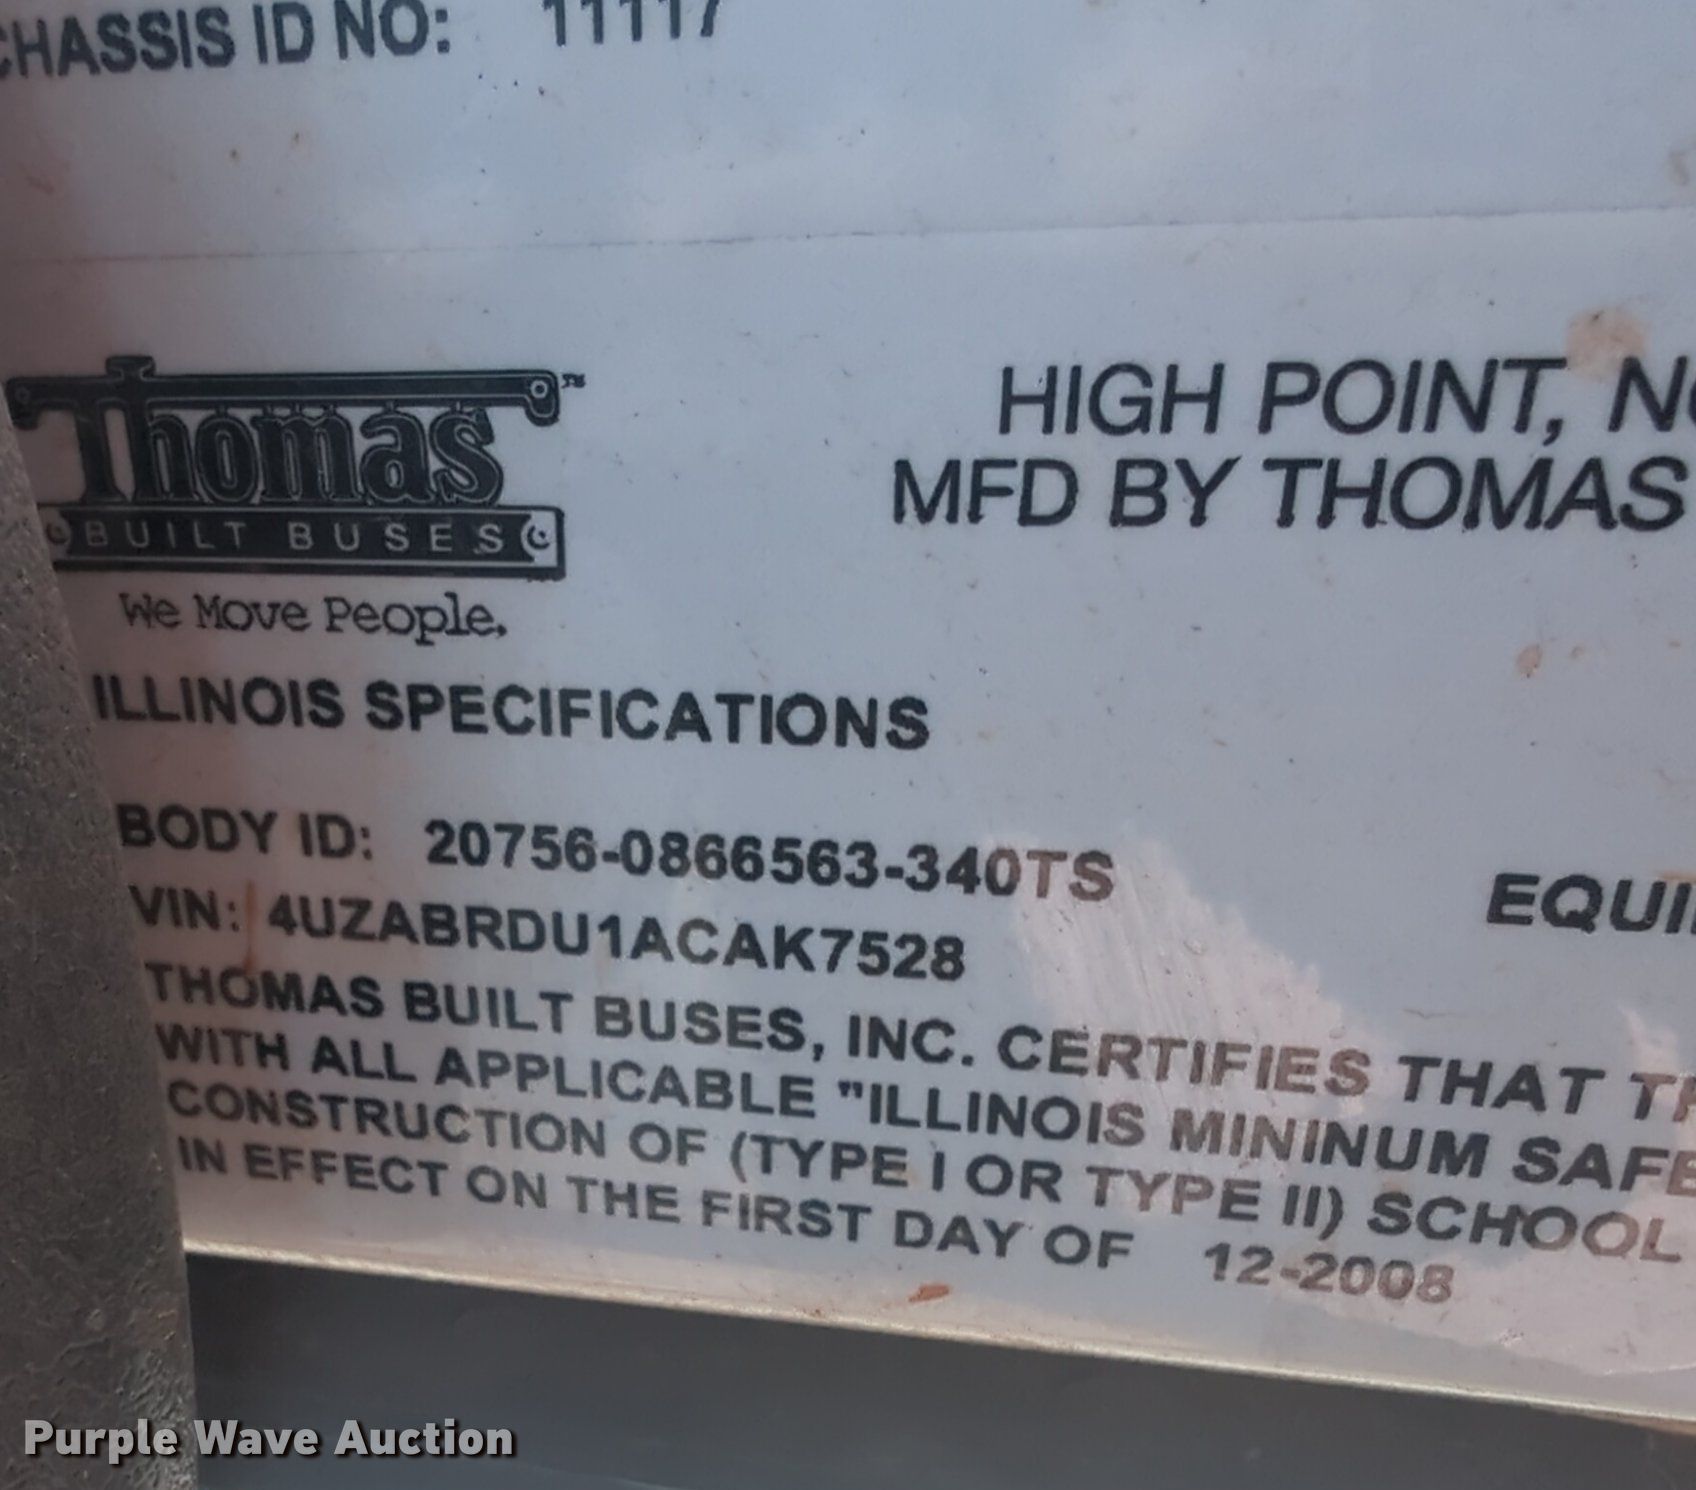 CHASSIS ID NO: 11117
Thomas™
BUILT BUSES
We Move People.
HIGH POINT,
MFD BY THOMAS
ILLINOIS SPECIFICATIONS
BODY ID: 20756-0866563-340TS
EQUI
VIN: 4UZABRDU1ACAK7528
THOMAS BUILT BUSES, INC. CERTIFIES THAT
WITH ALL APPLICABLE "ILLINOIS MININUM SAFE
CONSTRUCTION OF (TYPE I OR TYPE II) SCHOOL
IN EFFECT ON THE FIRST DAY OF 12-2008
Purple Wave Auction